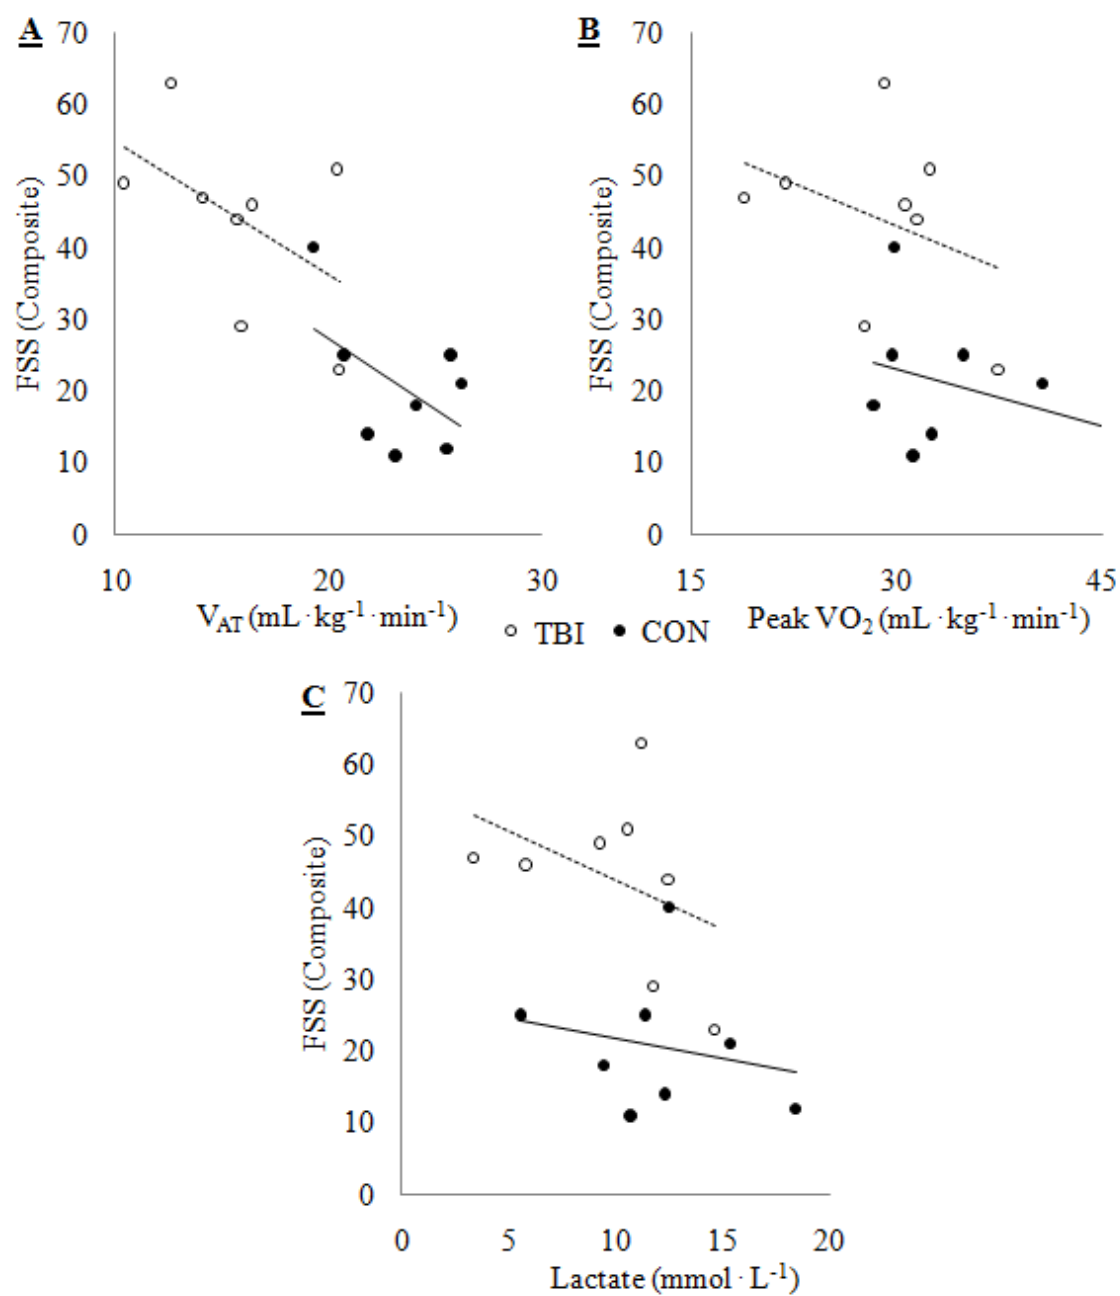 A
70
60
50
40
30
20
10
0
FSS (Composite)
10 20 30
V_AT (mL·kg⁻¹·min⁻¹)
B
70
60
50
40
30
20
10
0
FSS (Composite)
15 30 45
Peak VO₂ (mL·kg⁻¹·min⁻¹)
TBI CON
C
70
60
50
40
30
20
10
0
FSS (Composite)
0 5 10 15 20
Lactate (mmol·L⁻¹)